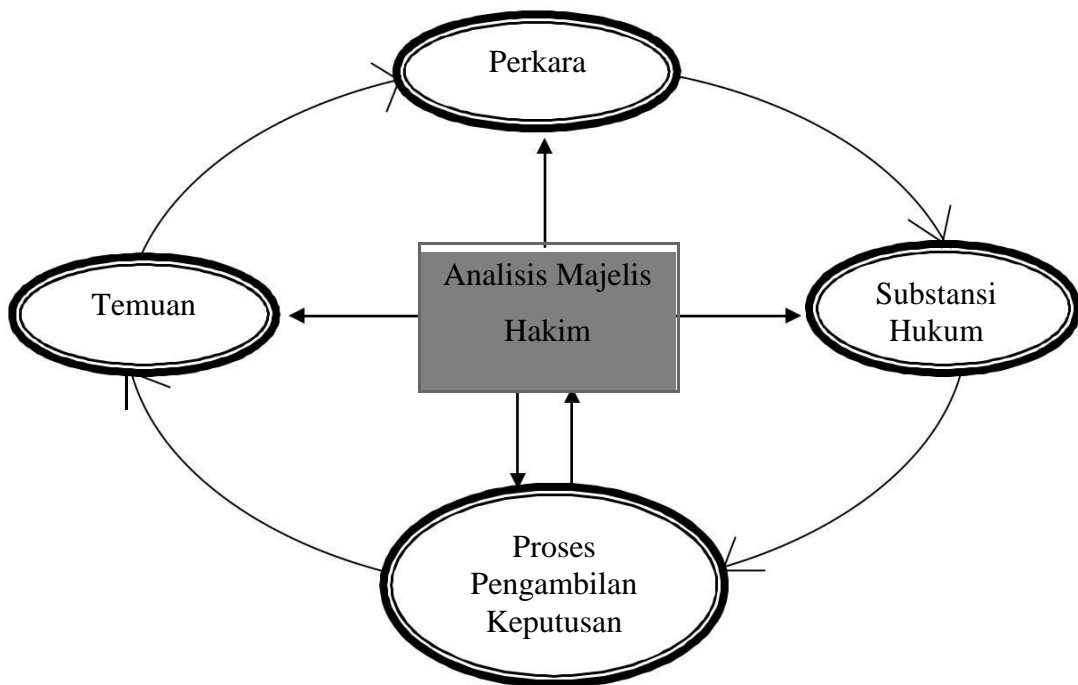 Perkara
Temuan
Analisis Majelis
Hakim
Substansi
Hukum
Proses
Pengambilan
Keputusan